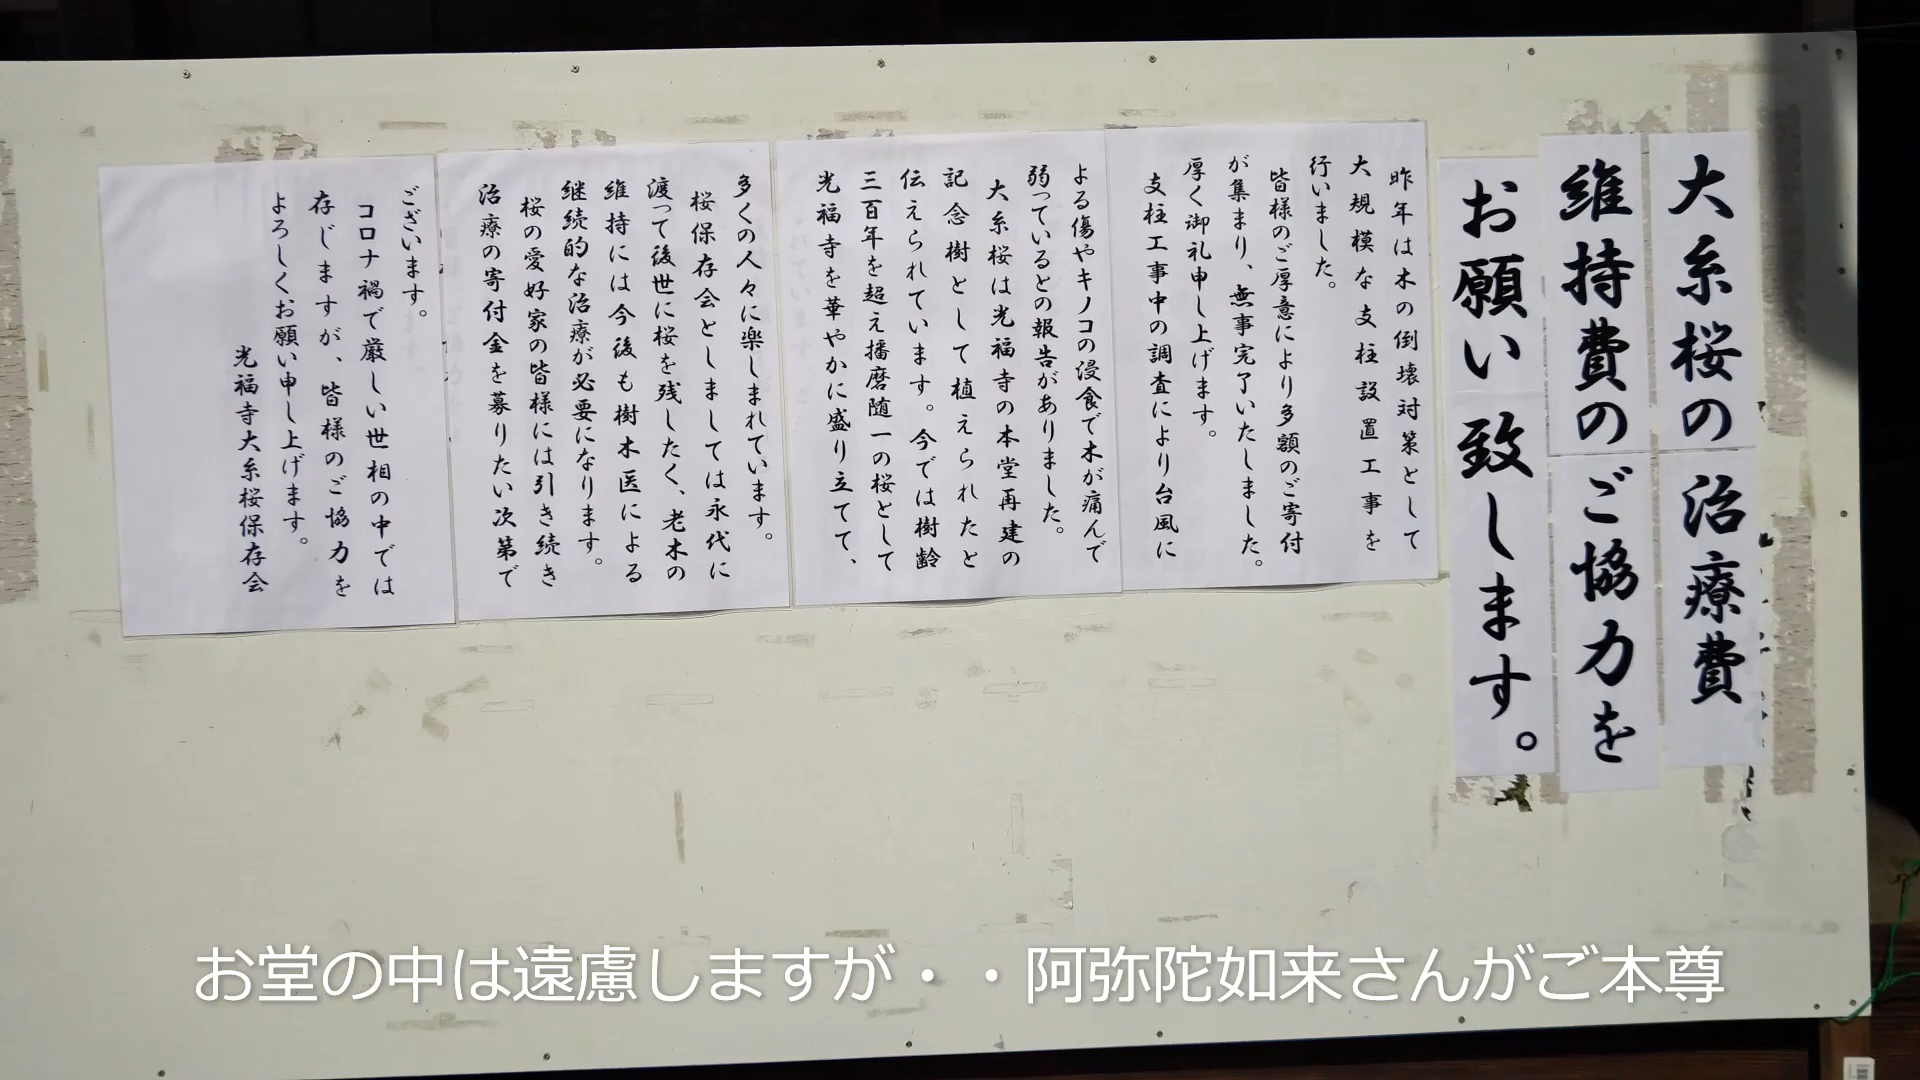 大糸桜の治療費
維持費のご協力を
お願い致します。
昨年は木の倒壊対策として
大規模な支柱設置工事を
行いました。
皆様のご厚意により多額のご寄付
が集まり、無事完了いたしました。
厚く御礼申し上げます。
支柱工事中の調査により台風に
よる傷やキノコの浸食で木が痛んで
弱っているとの報告がありました。
大糸桜は光福寺の本堂再建の
記念樹として植えられたと
伝えられています。今では樹齢
三百年を超え播磨随一の桜として
光福寺を華やかに盛り立てて、
多くの人々に楽しまれています。
桜保存会としましては永代に
渡って後世に桜を残したく、老木の
維持には今後も樹木医による
継続的な治療が必要になります。
桜の愛好家の皆様には引き続き
治療の寄付金を募りたい次第で
ございます。
コロナ禍で厳しい世相の中では
存じますが、皆様のご協力を
よろしくお願い申し上げます。
光福寺大糸桜保存会
お堂の中は遠慮しますが・・阿弥陀如来さんがご本尊